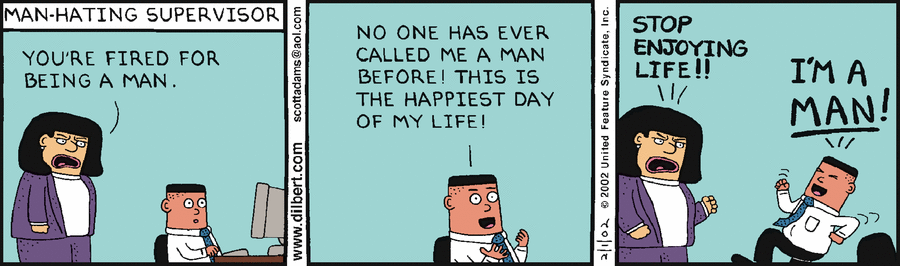 MAN-HATING SUPERVISOR
YOU'RE FIRED FOR
BEING A MAN.
www.dilbert.com scottadams@aol.com
NO ONE HAS EVER
CALLED ME A MAN
BEFORE! THIS IS
THE HAPPIEST DAY
OF MY LIFE!
2/1/02 © 2002 United Feature Syndicate, Inc.
STOP
ENJOYING
LIFE!!
I'M A
MAN!